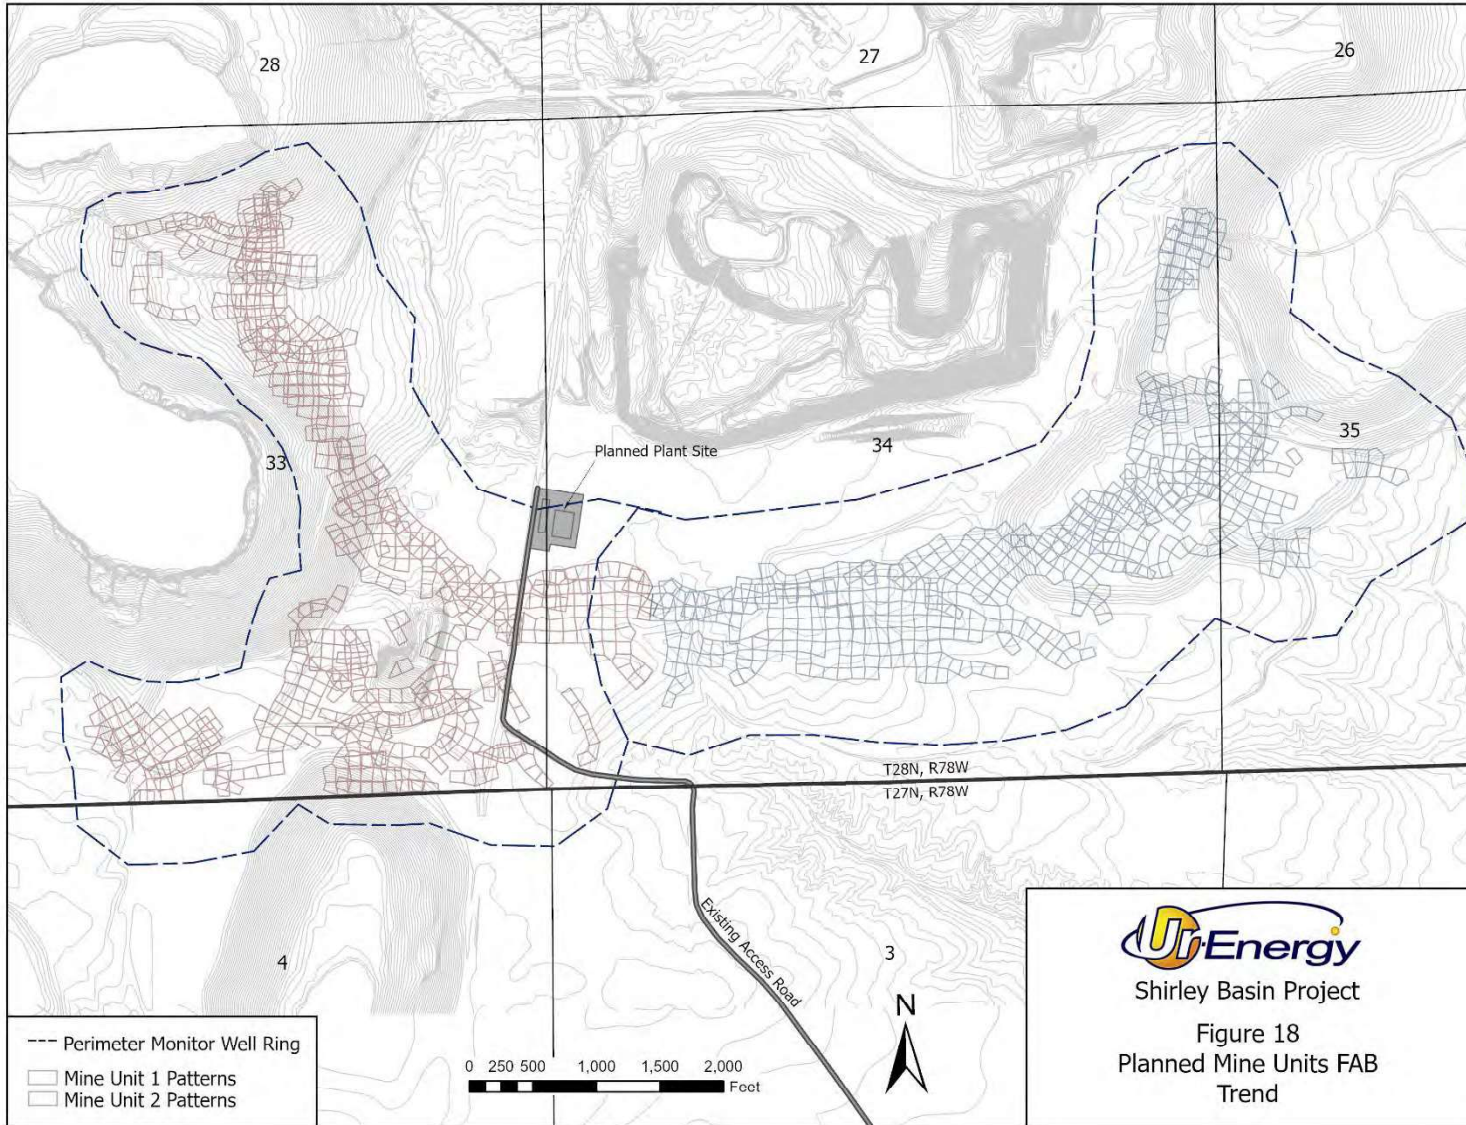 28
27
26
33
Planned Plant Site
34
35
T28N, R78W
T27N, R78W
Existing Access Road
4
3
N
Ur-Energy
Shirley Basin Project
Figure 18
Planned Mine Units FAB
Trend
Perimeter Monitor Well Ring
Mine Unit 1 Patterns
Mine Unit 2 Patterns
0 250 500 1,000 1,500 2,000
Feet